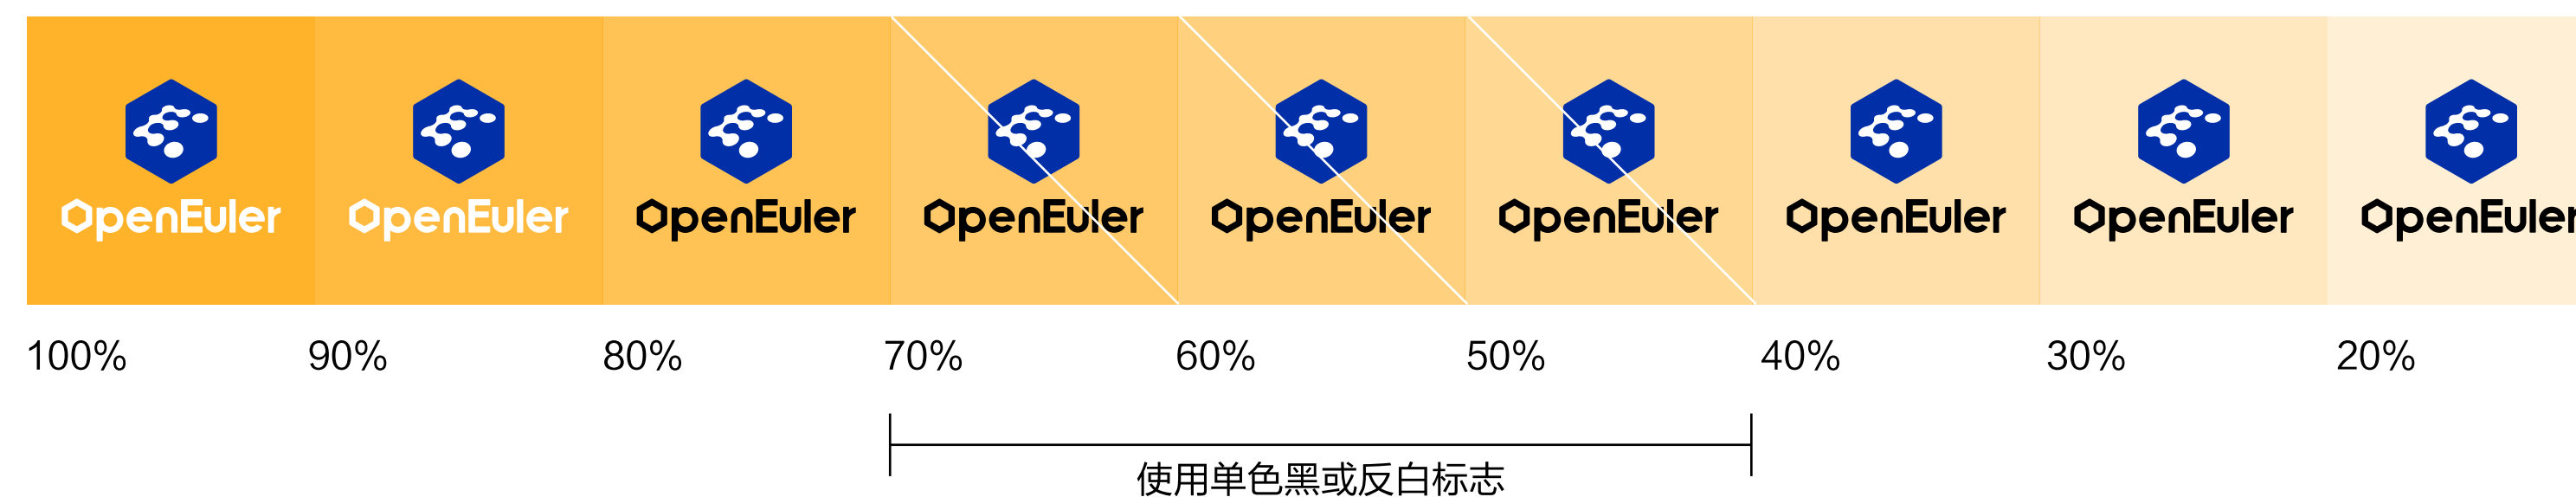 openEuler openEuler openEuler openEuler openEuler openEuler openEuler openEuler openEuler
100% 90% 80% 70% 60% 50% 40% 30% 20%
使用单色黑或反白标志